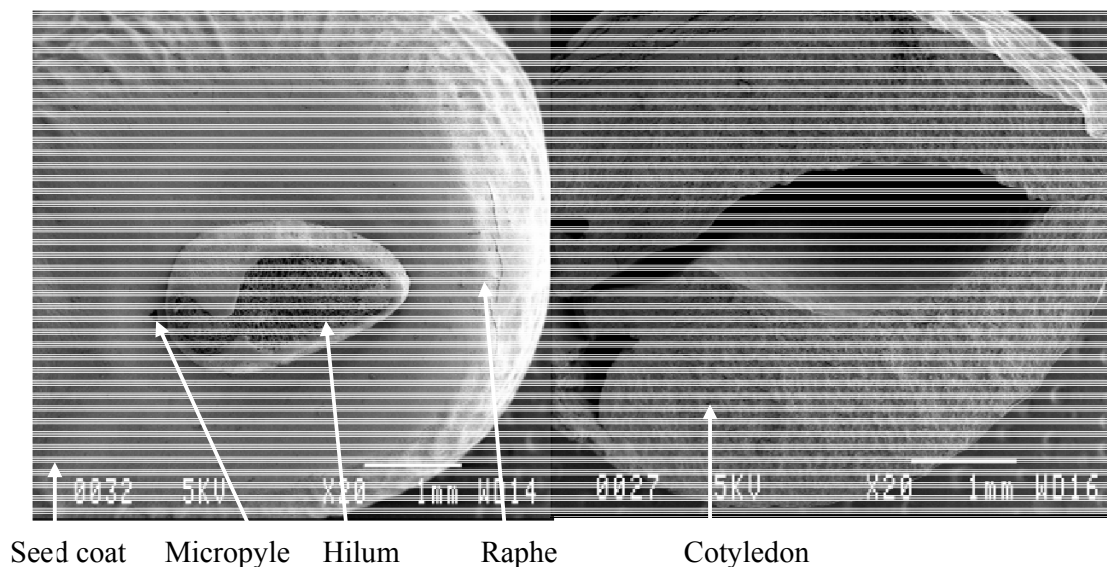 0032 5KV X20 1mm WD14
0027 5KV X20 1mm WD16
Seed coat Micropyle Hilum Raphe Cotyledon